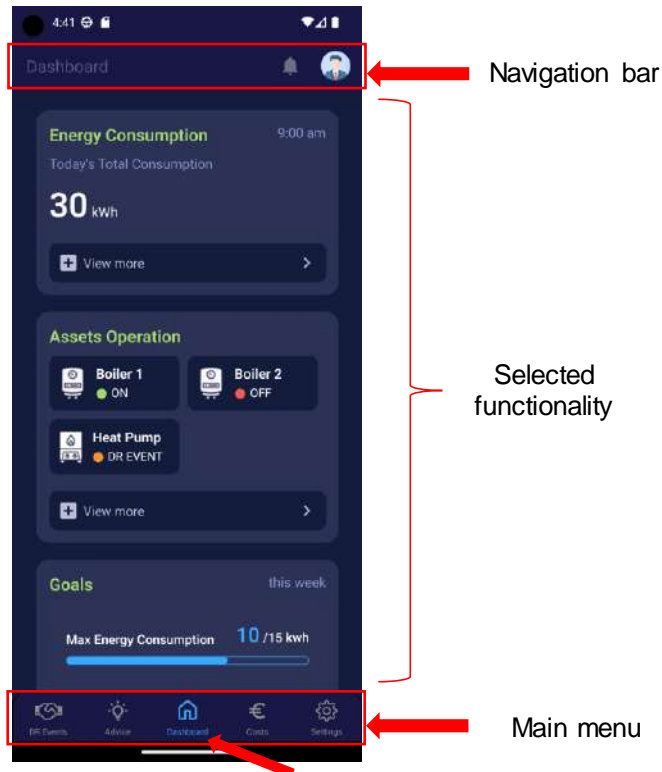 4:41
Dashboard
Navigation bar
Energy Consumption 9:00 am
Today's Total Consumption
30 kWh
View more
Assets Operation
Boiler 1
ON
Boiler 2
OFF
Heat Pump
DR EVENT
View more
Selected
functionality
Goals this week
Max Energy Consumption 10 /15 kwh
DR Events Advice Dashboard Costs Settings
Main menu